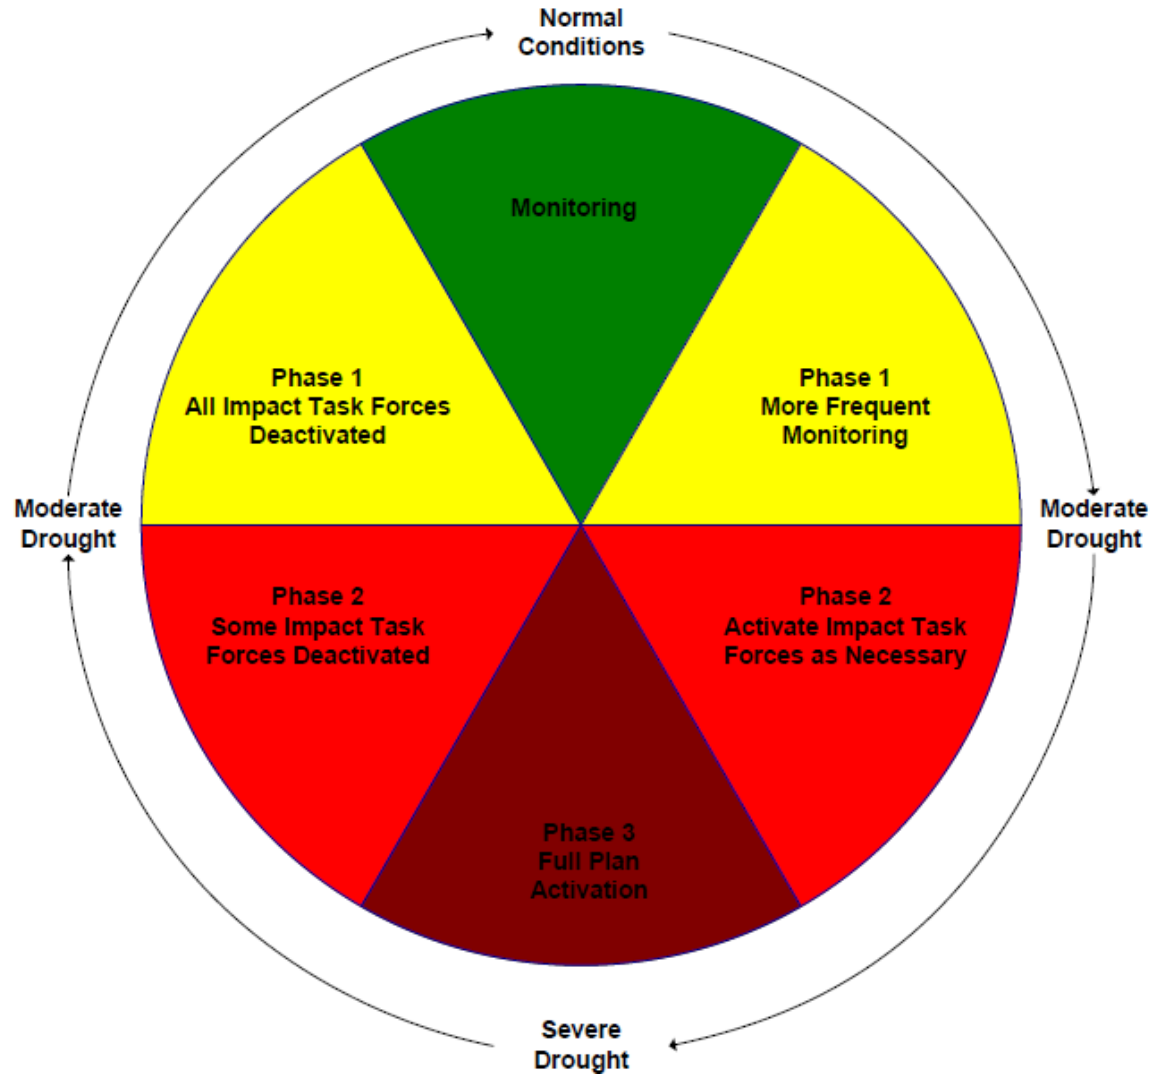 Normal
Conditions
Monitoring
Phase 1
All Impact Task Forces
Deactivated
Phase 1
More Frequent
Monitoring
Moderate
Drought
Moderate
Drought
Phase 2
Some Impact Task
Forces Deactivated
Phase 2
Activate Impact Task
Forces as Necessary
Phase 3
Full Plan
Activation
Severe
Drought